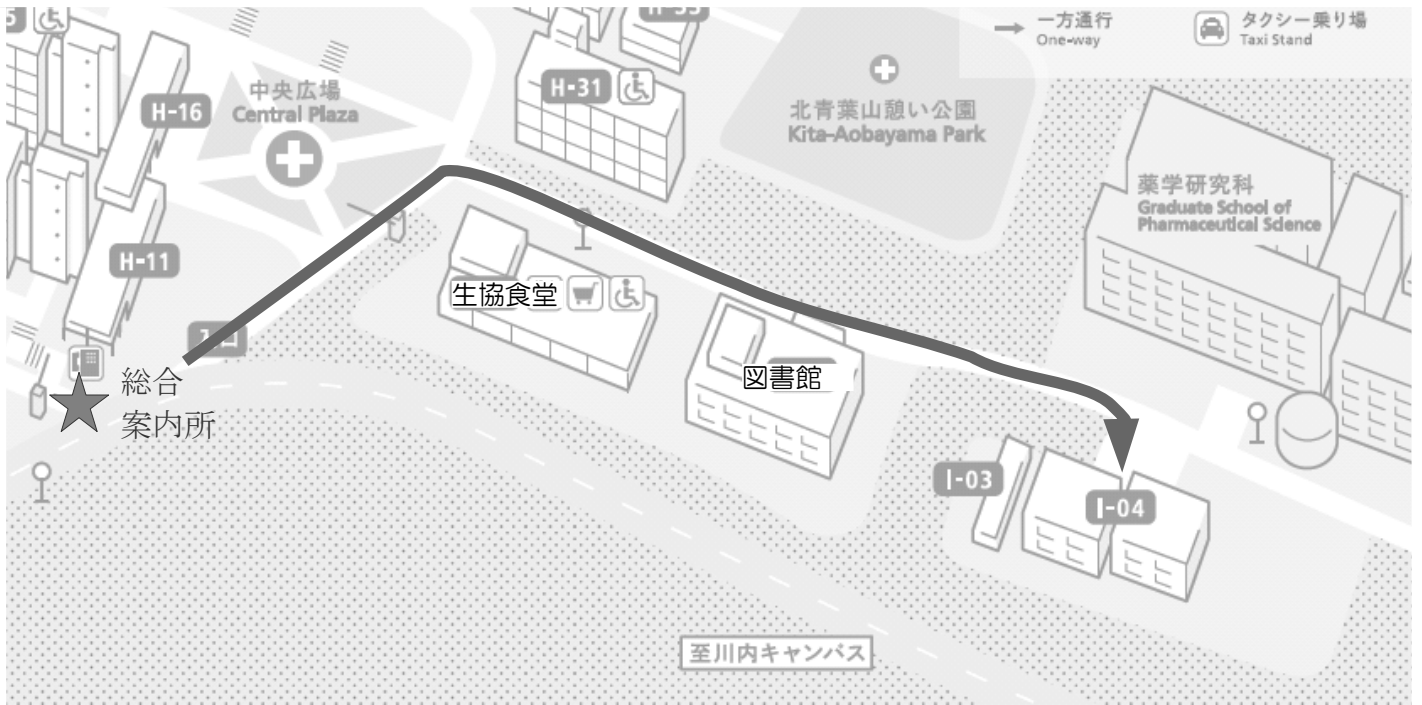 一方通行
One-way
タクシー乗り場
Taxi Stand
中央広場
Central Plaza
H-16
H-31
北青葉山憩い公園
Kita-Aobayama Park
薬学研究科
Graduate School of
Pharmaceutical Science
H-11
生協食堂
図書館
総合
案内所
I-03
I-04
至川内キャンパス